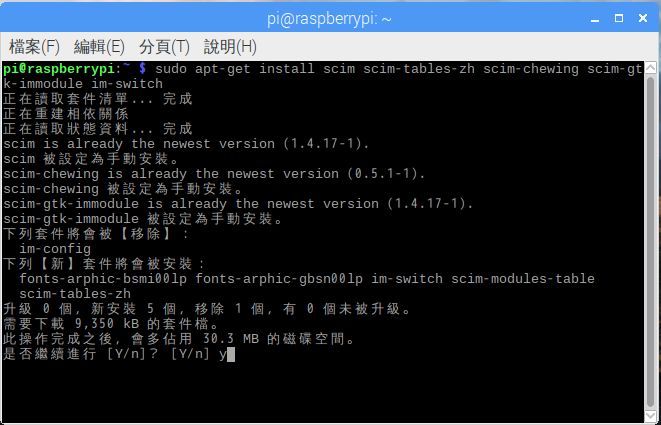 pi@raspberrypi: ~
檔案(F) 編輯(E) 分頁(T) 說明(H)
pi@raspberrypi:~ $ sudo apt-get install scim scim-tables-zh scim-chewing scim-gt
k-immodule im-switch
正在讀取套件清單... 完成
正在重建相依關係
正在讀取狀態資料... 完成
scim is already the newest version (1.4.17-1).
scim 被設定為手動安裝。
scim-chewing is already the newest version (0.5.1-1).
scim-chewing 被設定為手動安裝。
scim-gtk-immodule is already the newest version (1.4.17-1).
scim-gtk-immodule 被設定為手動安裝。
下列套件將會被【移除】：
im-config
下列【新】套件將會被安裝：
fonts-arphic-bsmi00lp fonts-arphic-gbsn00lp im-switch scim-modules-table
scim-tables-zh
升級 0 個，新安裝 5 個，移除 1 個，有 0 個未被升級。
需要下載 9,350 kB 的套件檔。
此操作完成之後，會多佔用 30.3 MB 的磁碟空間。
是否繼續進行 [Y/n]？ [Y/n] y